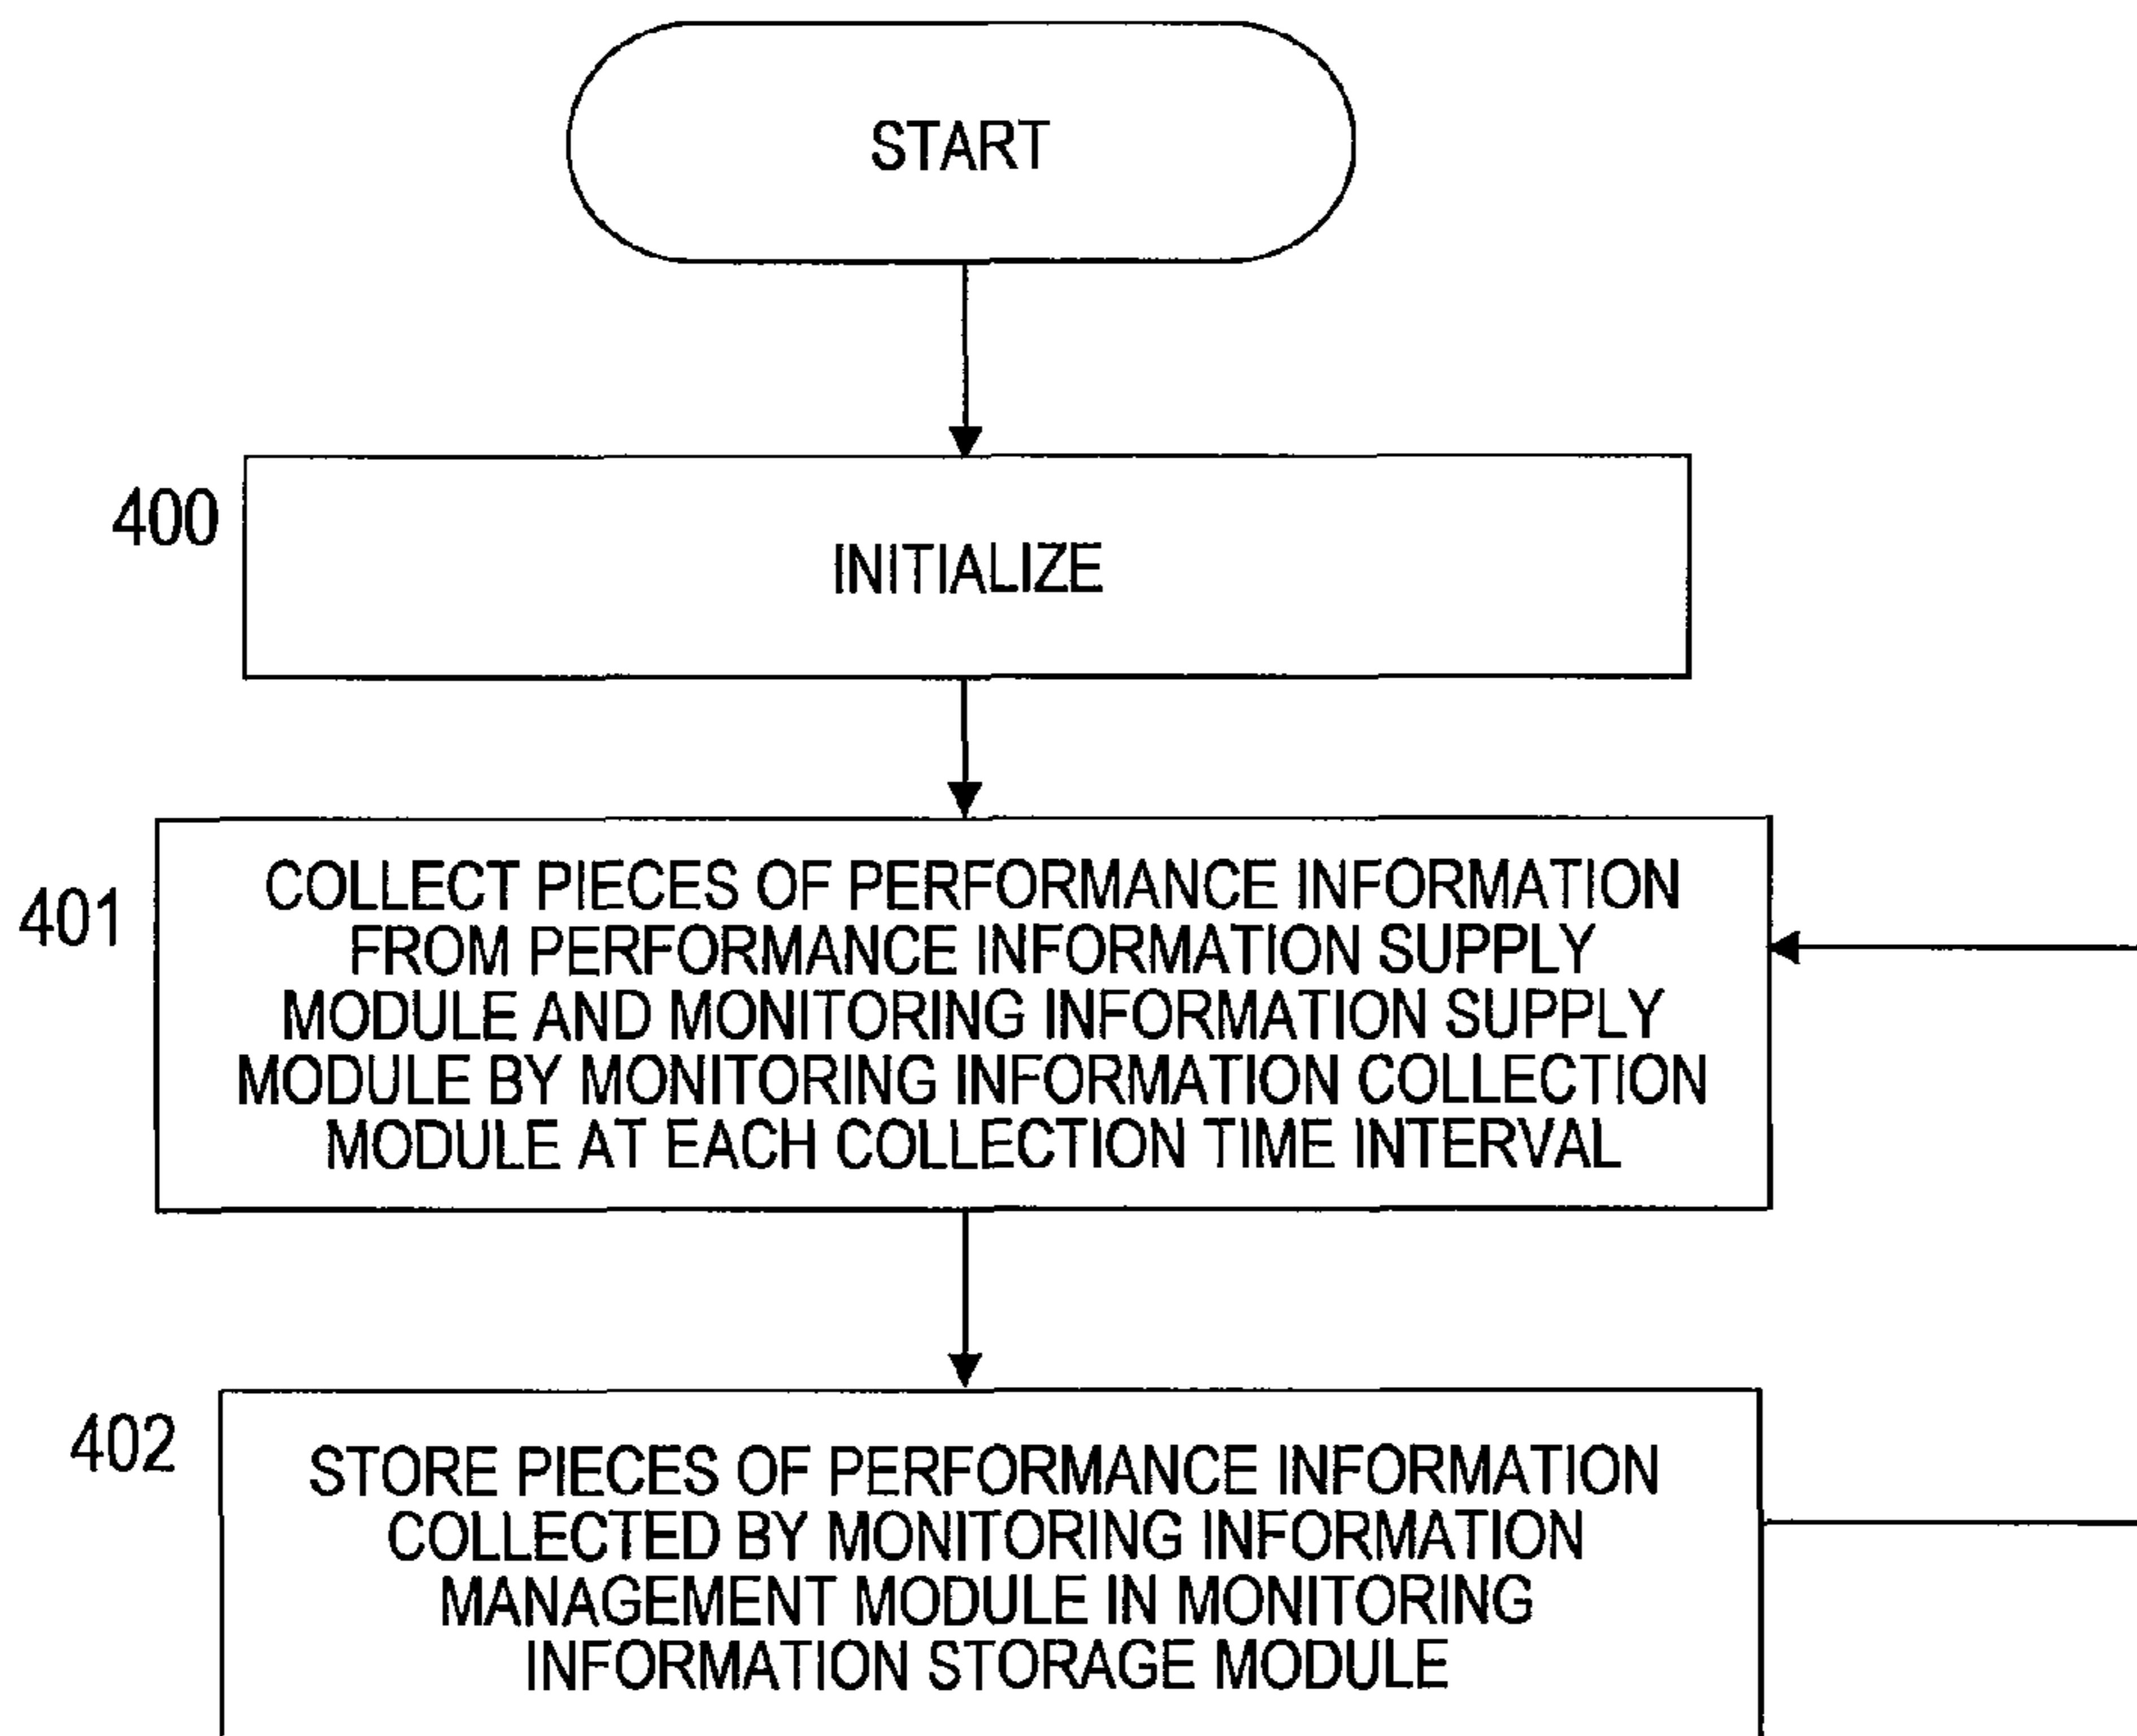 START
400
INITIALIZE
401
COLLECT PIECES OF PERFORMANCE INFORMATION
FROM PERFORMANCE INFORMATION SUPPLY
MODULE AND MONITORING INFORMATION SUPPLY
MODULE BY MONITORING INFORMATION COLLECTION
MODULE AT EACH COLLECTION TIME INTERVAL
402
STORE PIECES OF PERFORMANCE INFORMATION
COLLECTED BY MONITORING INFORMATION
MANAGEMENT MODULE IN MONITORING
INFORMATION STORAGE MODULE